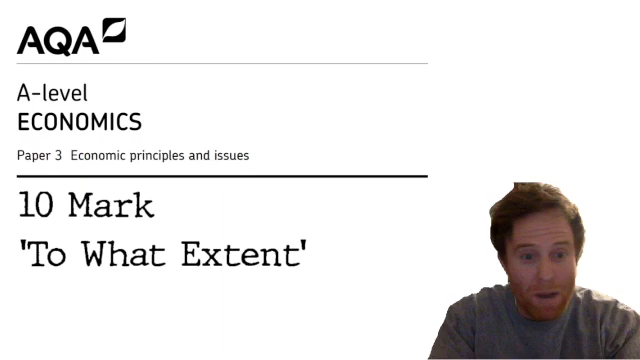 AQA
A-level
ECONOMICS
Paper 3 Economic principles and issues
10 Mark
'To What Extent'